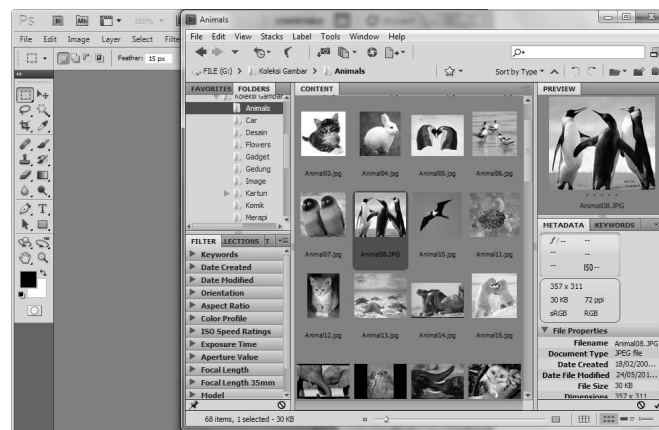 Ps Br Mb 100%
File Edit Image Layer Select Filte
Feather: 15 px
Br Animals
File Edit View Stacks Label Tools Window Help
FILE (G:) > Koleksi Gambar > Animals
Sort by Type
FAVORITES FOLDERS
Koleksi Gambar
Animals
Car
Desain
Flowers
Gadget
Gedung
Image
Kartun
Komik
Merapi
FILTER LECTIONS T
Keywords
Date Created
Date Modified
Orientation
Aspect Ratio
Color Profile
ISO Speed Ratings
Exposure Time
Aperture Value
Focal Length
Focal Length 35mm
Model
CONTENT
Animal03.jpg Animal04.jpg Animal05.jpg Animal06.jpg
Animal07.jpg Animal08.JPG Animal10.jpg Animal11.jpg
Animal12.jpg Animal13.jpg Animal14.jpg Animal15.jpg
PREVIEW
Animal08.JPG
METADATA KEYWORDS
f/-- --
-- --
-- ISO--
357 x 311
30 KB 72 ppi
sRGB RGB
File Properties
Filename Animal08.JPG
Document Type JPEG file
Date Created 18/02/200...
Date File Modified 24/05/201...
File Size 30 KB
Dimensions 357 x 311
68 items, 1 selected - 30 KB